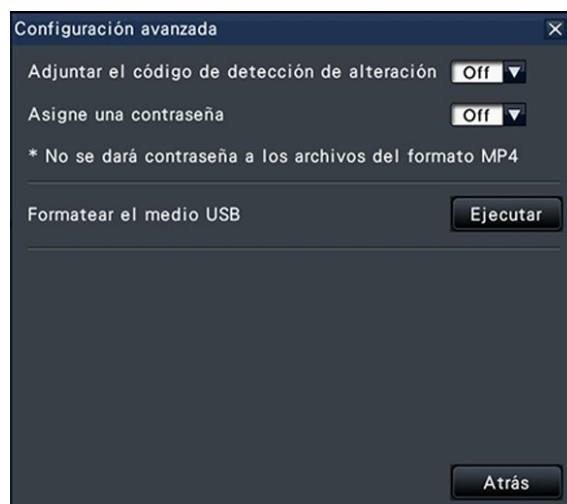 Configuración avanzada
Adjuntar el código de detección de alteración Off
Asigne una contraseña Off
* No se dará contraseña a los archivos del formato MP4
Formatear el medio USB Ejecutar
Atrás